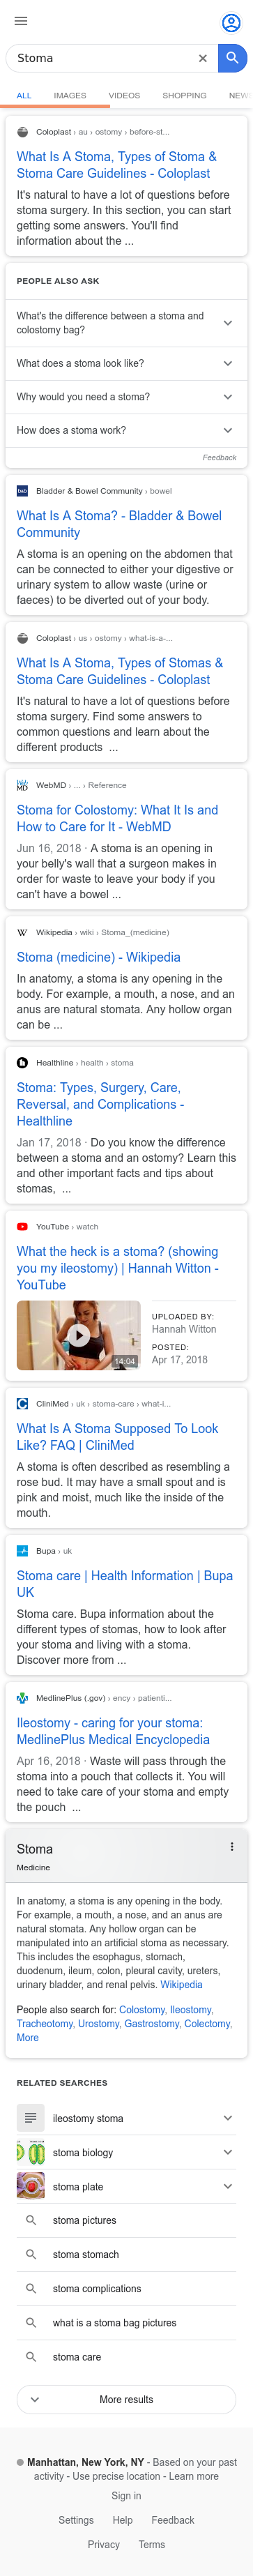 Stoma
ALL IMAGES VIDEOS SHOPPING NEWS
Coloplast › au › ostomy › before-st...
What Is A Stoma, Types of Stoma &
Stoma Care Guidelines - Coloplast
It's natural to have a lot of questions before
stoma surgery. In this section, you can start
getting some answers. You'll find
information about the ...
PEOPLE ALSO ASK
What's the difference between a stoma and
colostomy bag?
What does a stoma look like?
Why would you need a stoma?
How does a stoma work?
Feedback
b&b Bladder & Bowel Community › bowel
What Is A Stoma? - Bladder & Bowel
Community
A stoma is an opening on the abdomen that
can be connected to either your digestive or
urinary system to allow waste (urine or
faeces) to be diverted out of your body.
Coloplast › us › ostomy › what-is-a-...
What Is A Stoma, Types of Stomas &
Stoma Care Guidelines - Coloplast
It's natural to have a lot of questions before
stoma surgery. Find some answers to
common questions and learn about the
different products ...
WebMD › ... › Reference
Stoma for Colostomy: What It Is and
How to Care for It - WebMD
Jun 16, 2018 · A stoma is an opening in
your belly's wall that a surgeon makes in
order for waste to leave your body if you
can't have a bowel ...
W Wikipedia › wiki › Stoma_(medicine)
Stoma (medicine) - Wikipedia
In anatomy, a stoma is any opening in the
body. For example, a mouth, a nose, and an
anus are natural stomata. Any hollow organ
can be ...
Healthline › health › stoma
Stoma: Types, Surgery, Care,
Reversal, and Complications -
Healthline
Jan 17, 2018 · Do you know the difference
between a stoma and an ostomy? Learn this
and other important facts and tips about
stomas, ...
YouTube › watch
What the heck is a stoma? (showing
you my ileostomy) | Hannah Witton -
YouTube
14:04
UPLOADED BY:
Hannah Witton
POSTED:
Apr 17, 2018
CliniMed › uk › stoma-care › what-i...
What Is A Stoma Supposed To Look
Like? FAQ | CliniMed
A stoma is often described as resembling a
rose bud. It may have a small spout and is
pink and moist, much like the inside of the
mouth.
Bupa › uk
Stoma care | Health Information | Bupa
UK
Stoma care. Bupa information about the
different types of stomas, how to look after
your stoma and living with a stoma.
Discover more from ...
MedlinePlus (.gov) › ency › patienti...
Ileostomy - caring for your stoma:
MedlinePlus Medical Encyclopedia
Apr 16, 2018 · Waste will pass through the
stoma into a pouch that collects it. You will
need to take care of your stoma and empty
the pouch ...
Stoma
Medicine
In anatomy, a stoma is any opening in the body.
For example, a mouth, a nose, and an anus are
natural stomata. Any hollow organ can be
manipulated into an artificial stoma as necessary.
This includes the esophagus, stomach,
duodenum, ileum, colon, pleural cavity, ureters,
urinary bladder, and renal pelvis. Wikipedia
People also search for: Colostomy, Ileostomy,
Tracheotomy, Urostomy, Gastrostomy, Colectomy,
More
RELATED SEARCHES
ileostomy stoma
stoma biology
stoma plate
stoma pictures
stoma stomach
stoma complications
what is a stoma bag pictures
stoma care
More results
Manhattan, New York, NY - Based on your past
activity - Use precise location - Learn more
Sign in
Settings Help Feedback
Privacy Terms